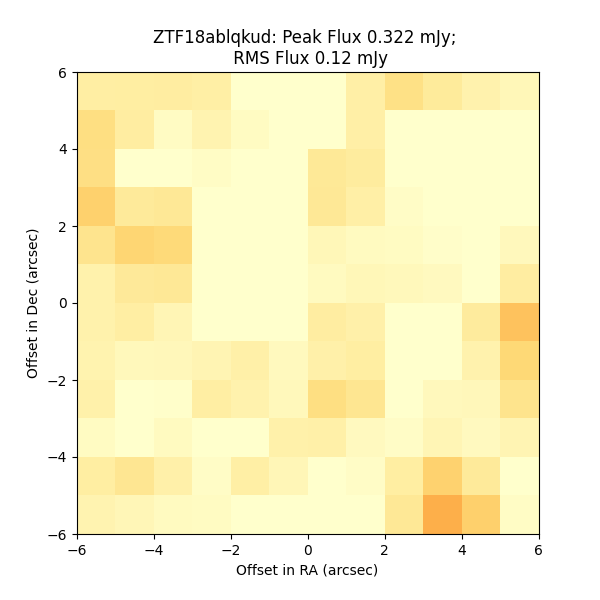 ZTF18ablqkud: Peak Flux 0.322 mJy;
RMS Flux 0.12 mJy
6
4
2
0
−2
−4
−6
Offset in Dec (arcsec)
−6 −4 −2 0 2 4 6
Offset in RA (arcsec)